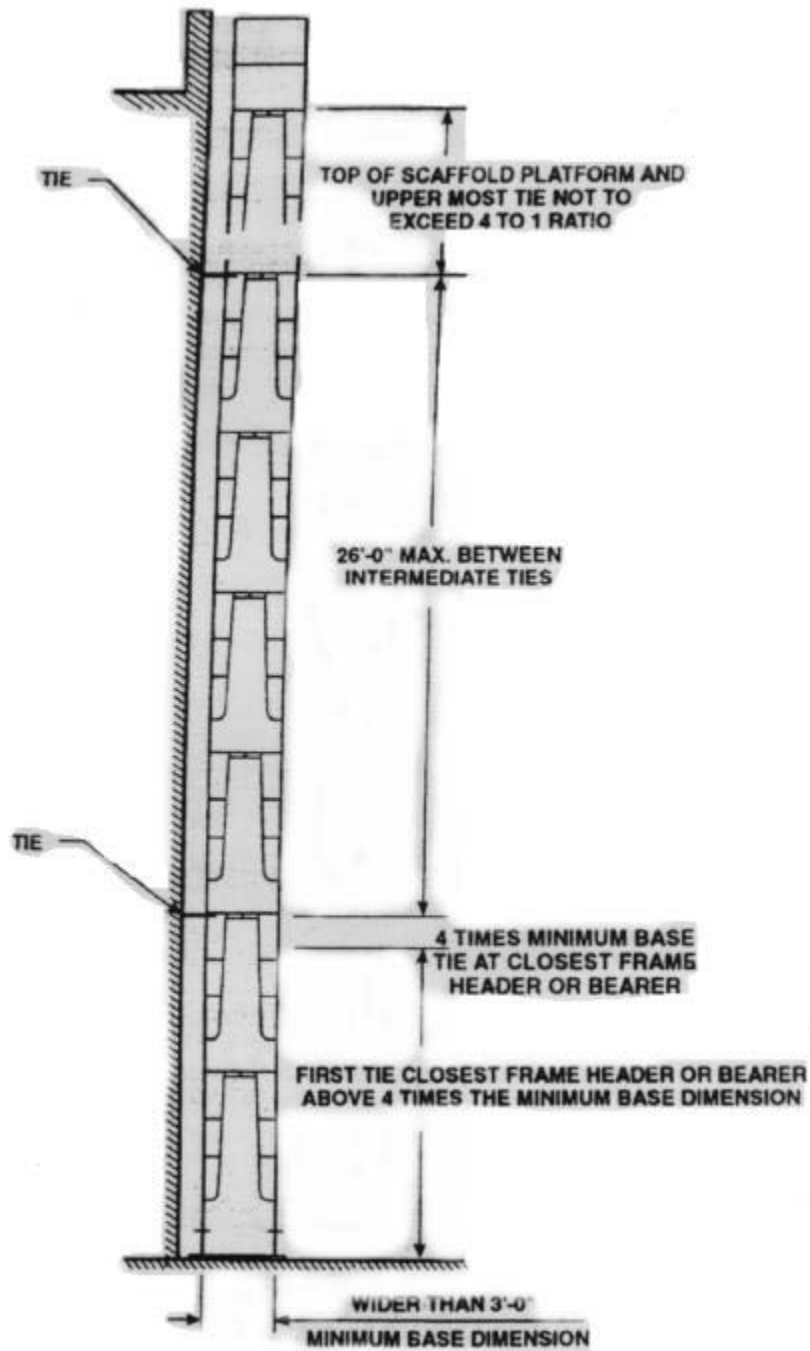 TIE
TOP OF SCAFFOLD PLATFORM AND
UPPER MOST TIE NOT TO
EXCEED 4 TO 1 RATIO
26'-0" MAX. BETWEEN
INTERMEDIATE TIES
TIE
4 TIMES MINIMUM BASE
TIE AT CLOSEST FRAME
HEADER OR BEARER
FIRST TIE CLOSEST FRAME HEADER OR BEARER
ABOVE 4 TIMES THE MINIMUM BASE DIMENSION
WIDER THAN 3'-0"
MINIMUM BASE DIMENSION